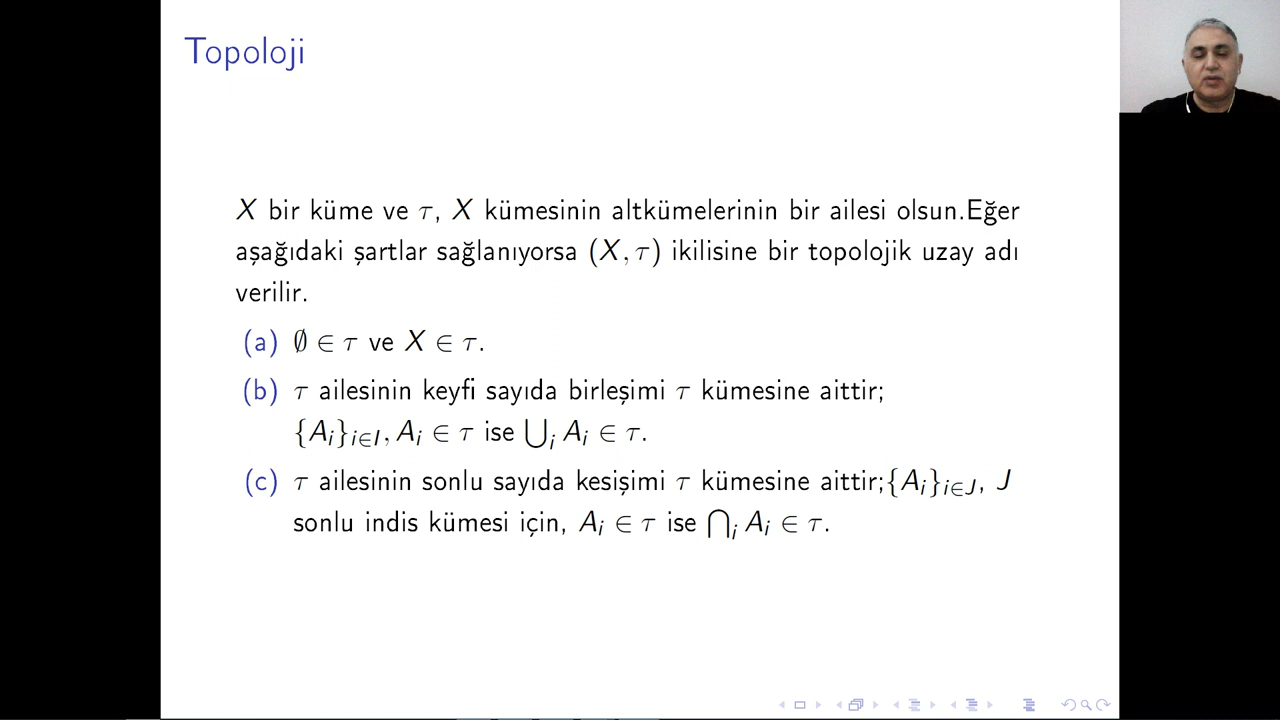 Topoloji
X bir küme ve τ, X kümesinin altkümelerinin bir ailesi olsun.Eğer
aşağıdaki şartlar sağlanıyorsa (X, τ) ikilisine bir topolojik uzay adı
verilir.
(a) ∅ ∈ τ ve X ∈ τ.
(b) τ ailesinin keyfi sayıda birleşimi τ kümesine aittir;
{A_i}_{i∈I}, A_i ∈ τ ise ⋃_i A_i ∈ τ.
(c) τ ailesinin sonlu sayıda kesişimi τ kümesine aittir;{A_i}_{i∈J}, J
sonlu indis kümesi için, A_i ∈ τ ise ⋂_i A_i ∈ τ.